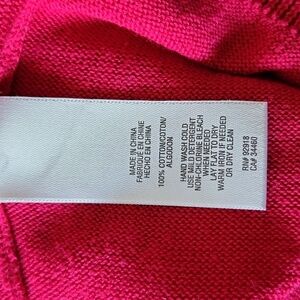 MADE IN CHINA
FABRIQUÉ EN CHINE
HECHO EN CHINA
100% COTTON/COTON/
ALGODON
HAND WASH COLD
USE MILD DETERGENT
NON-CHLORINE BLEACH
WHEN NEEDED
LAY FLAT TO DRY
WARM IRON IF NEEDED
OR DRY CLEAN
RN# 92918
CA# 34460